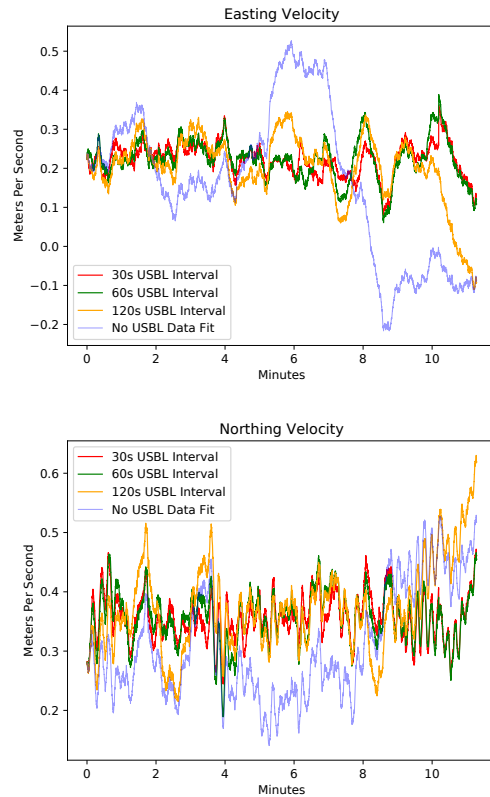 Easting Velocity
Meters Per Second
0.5
0.4
0.3
0.2
0.1
0.0
−0.1
−0.2
30s USBL Interval
60s USBL Interval
120s USBL Interval
No USBL Data Fit
0 2 4 6 8 10
Minutes
Northing Velocity
Meters Per Second
0.6
0.5
0.4
0.3
0.2
30s USBL Interval
60s USBL Interval
120s USBL Interval
No USBL Data Fit
0 2 4 6 8 10
Minutes